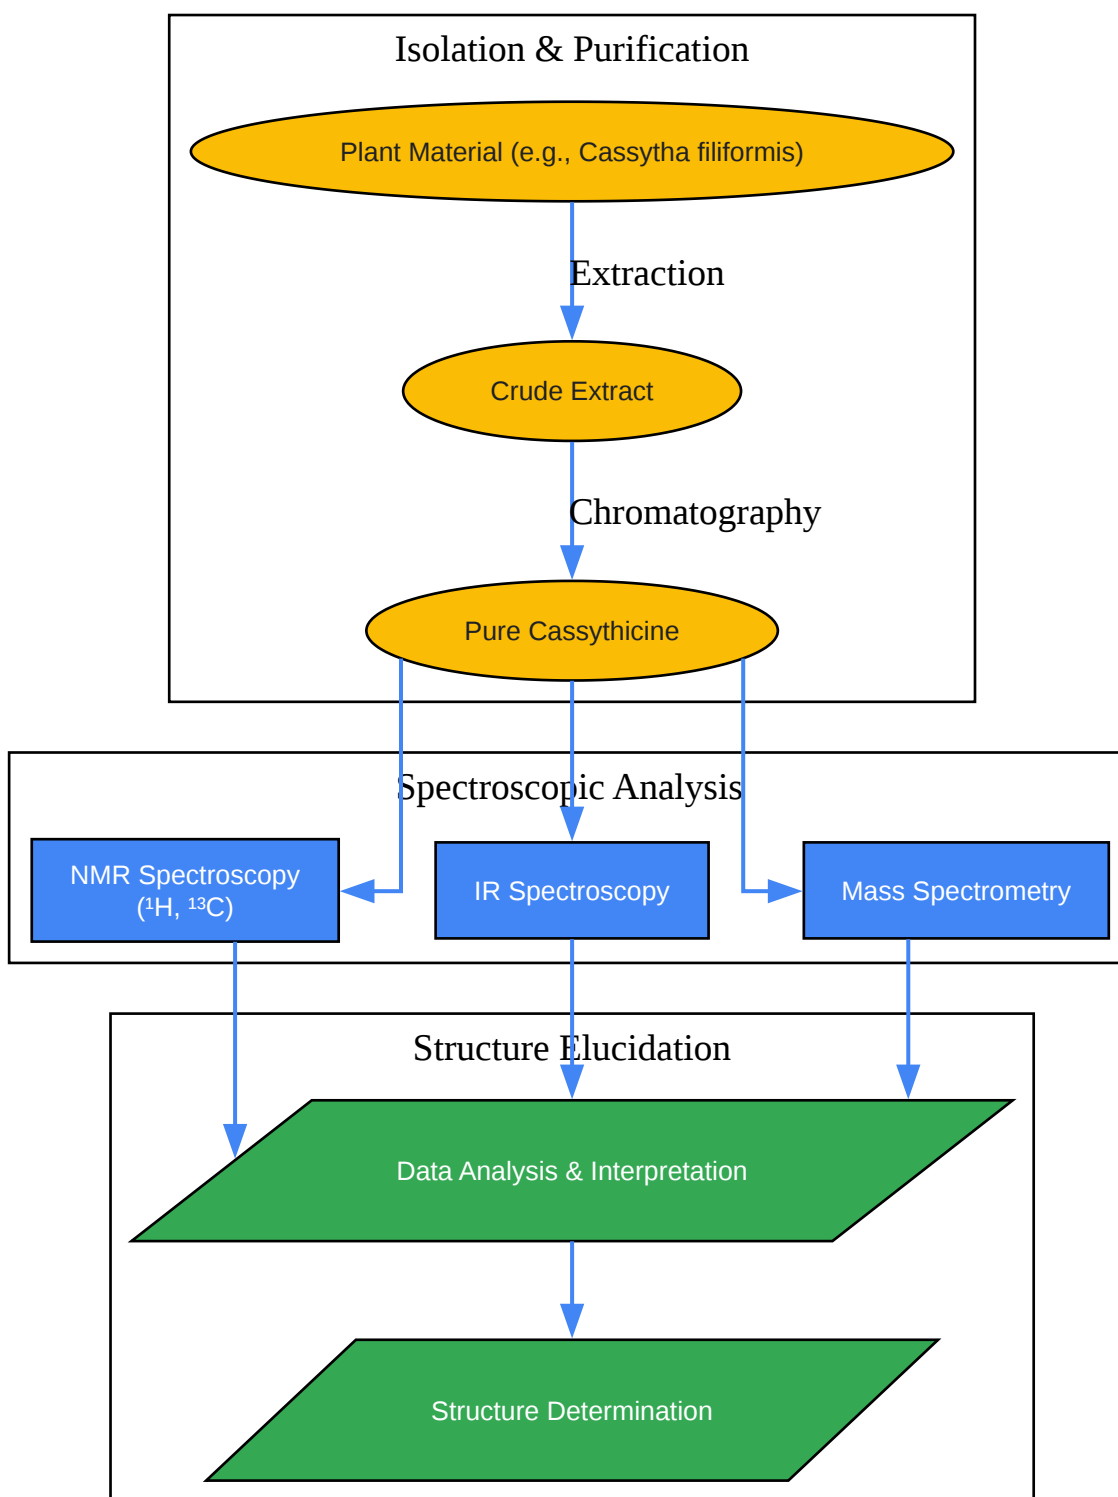 Isolation & Purification
Plant Material (e.g., Cassytha filiformis)
Extraction
Crude Extract
Chromatography
Pure Cassythicine
Spectroscopic Analysis
NMR Spectroscopy
(¹H, ¹³C)
IR Spectroscopy
Mass Spectrometry
Structure Elucidation
Data Analysis & Interpretation
Structure Determination